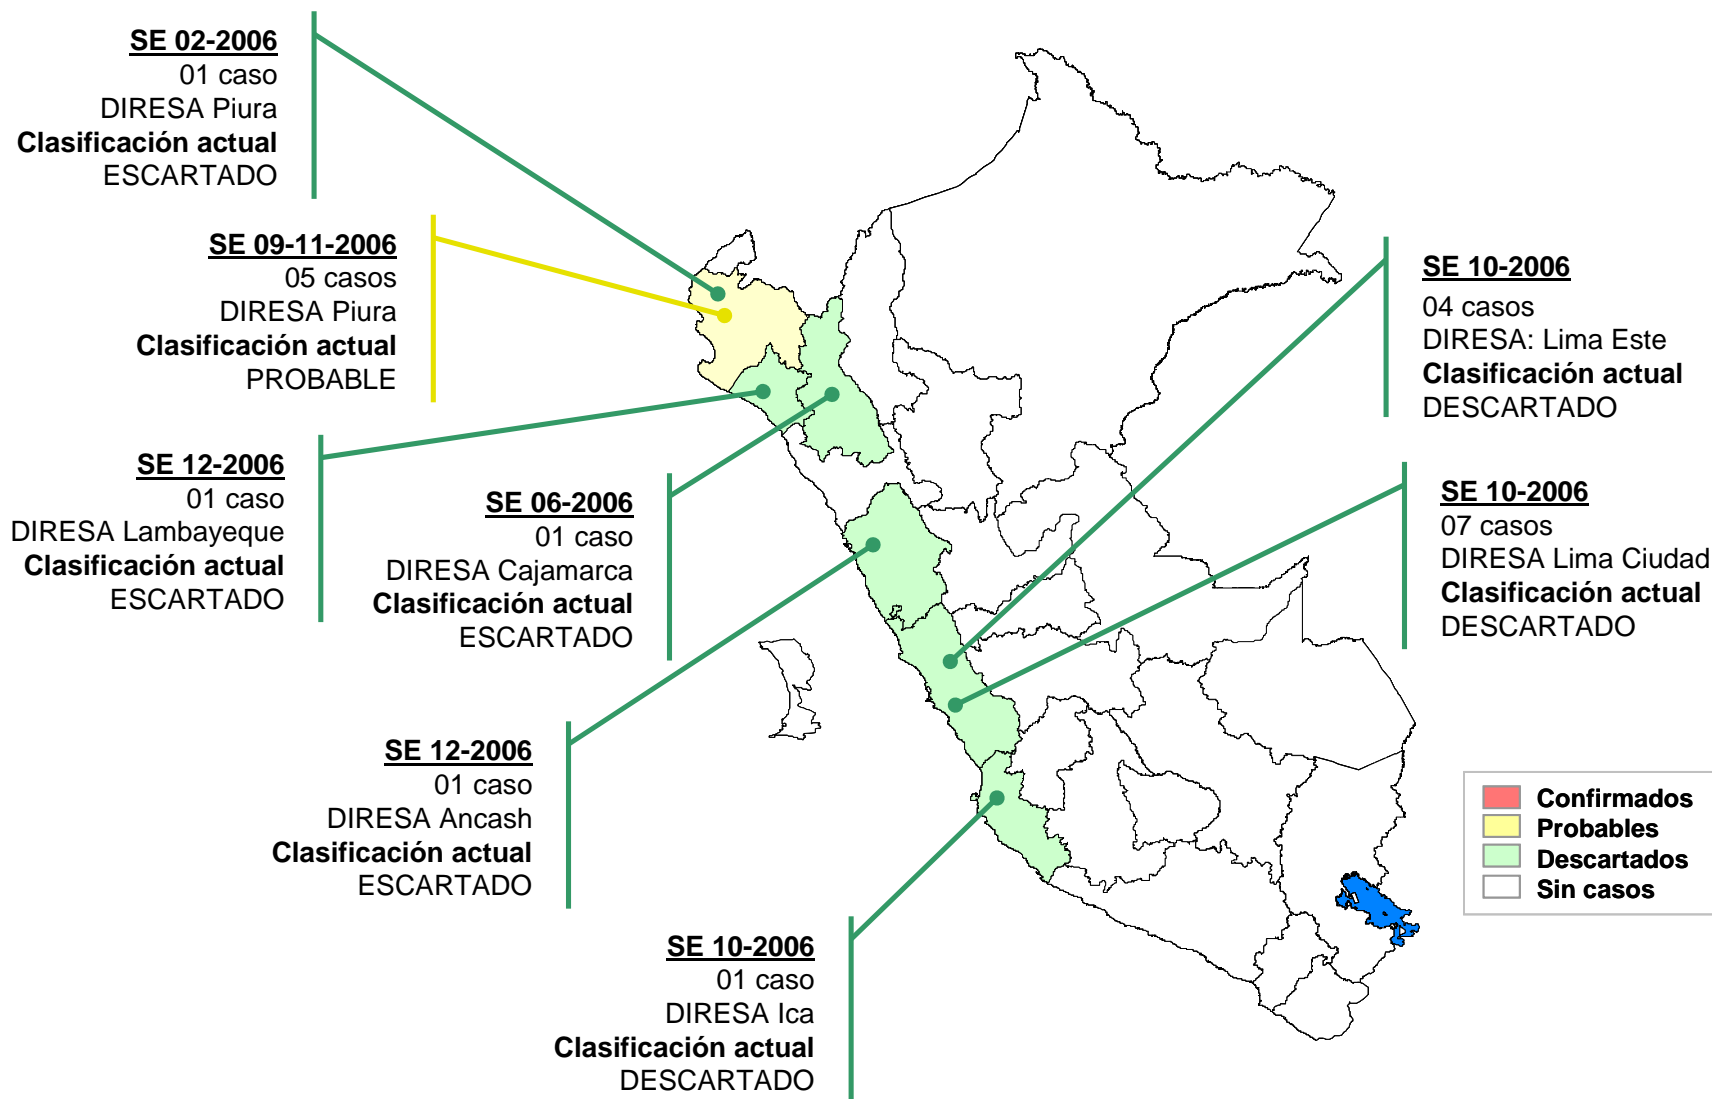 SE 02-2006
01 caso
DIRESA Piura
Clasificación actual
ESCARTADO
SE 09-11-2006
05 casos
DIRESA Piura
Clasificación actual
PROBABLE
SE 12-2006
01 caso
DIRESA Lambayeque
Clasificación actual
ESCARTADO
SE 06-2006
01 caso
DIRESA Cajamarca
Clasificación actual
ESCARTADO
SE 12-2006
01 caso
DIRESA Ancash
Clasificación actual
ESCARTADO
SE 10-2006
01 caso
DIRESA Ica
Clasificación actual
DESCARTADO
SE 10-2006
04 casos
DIRESA: Lima Este
Clasificación actual
DESCARTADO
SE 10-2006
07 casos
DIRESA Lima Ciudad
Clasificación actual
DESCARTADO
Confirmados
Probables
Descartados
Sin casos